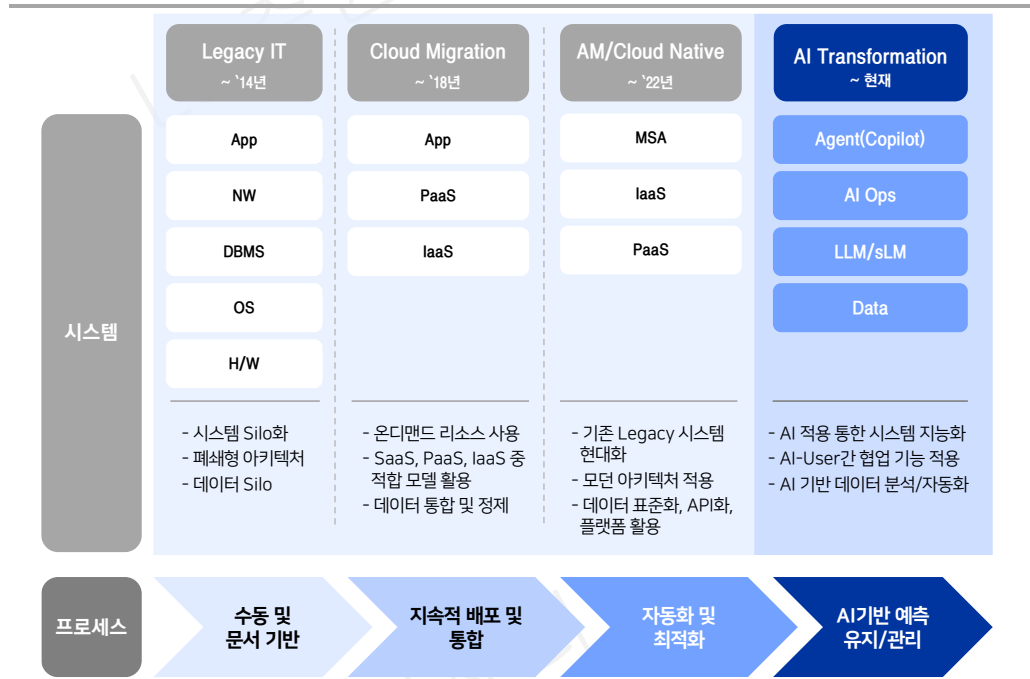 Legacy IT
~ `14년
Cloud Migration
~ `18년
AM/Cloud Native
~ `22년
AI Transformation
~ 현재
시스템
App
NW
DBMS
OS
H/W
- 시스템 Silo화
- 폐쇄형 아키텍처
- 데이터 Silo
App
PaaS
IaaS
- 온디맨드 리소스 사용
- SaaS, PaaS, IaaS 중
적합 모델 활용
- 데이터 통합 및 정제
MSA
IaaS
PaaS
- 기존 Legacy 시스템
현대화
- 모던 아키텍처 적용
- 데이터 표준화, API화,
플랫폼 활용
Agent(Copilot)
AI Ops
LLM/sLM
Data
- AI 적용 통한 시스템 지능화
- AI-User간 협업 기능 적용
- AI 기반 데이터 분석/자동화
프로세스
수동 및
문서 기반
지속적 배포 및
통합
자동화 및
최적화
AI기반 예측
유지/관리